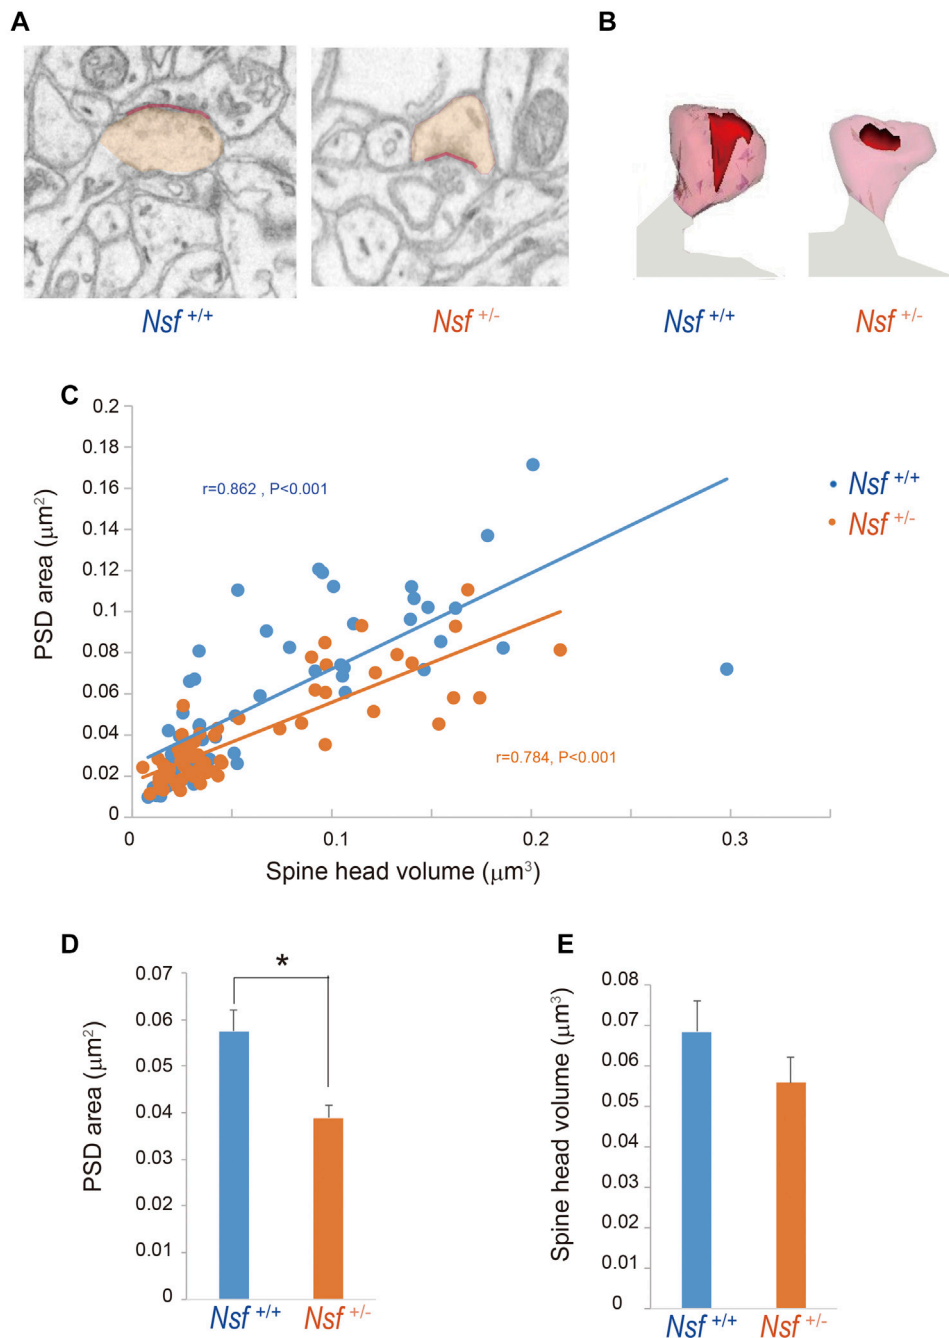 A
B
Nsf +/+
Nsf +/-
Nsf +/+
Nsf +/-
C
0.2
0.18
0.16
0.14
0.12
0.1
0.08
0.06
0.04
0.02
0
PSD area (μm²)
r=0.862 , P<0.001
r=0.784, P<0.001
Nsf +/+
Nsf +/-
0
0.1
0.2
0.3
Spine head volume (μm³)
D
0.07
0.06
0.05
0.04
0.03
0.02
0.01
0
PSD area (μm²)
*
Nsf +/+
Nsf +/-
E
0.08
0.07
0.06
0.05
0.04
0.03
0.02
0.01
0
Spine head volume (μm³)
Nsf +/+
Nsf +/-